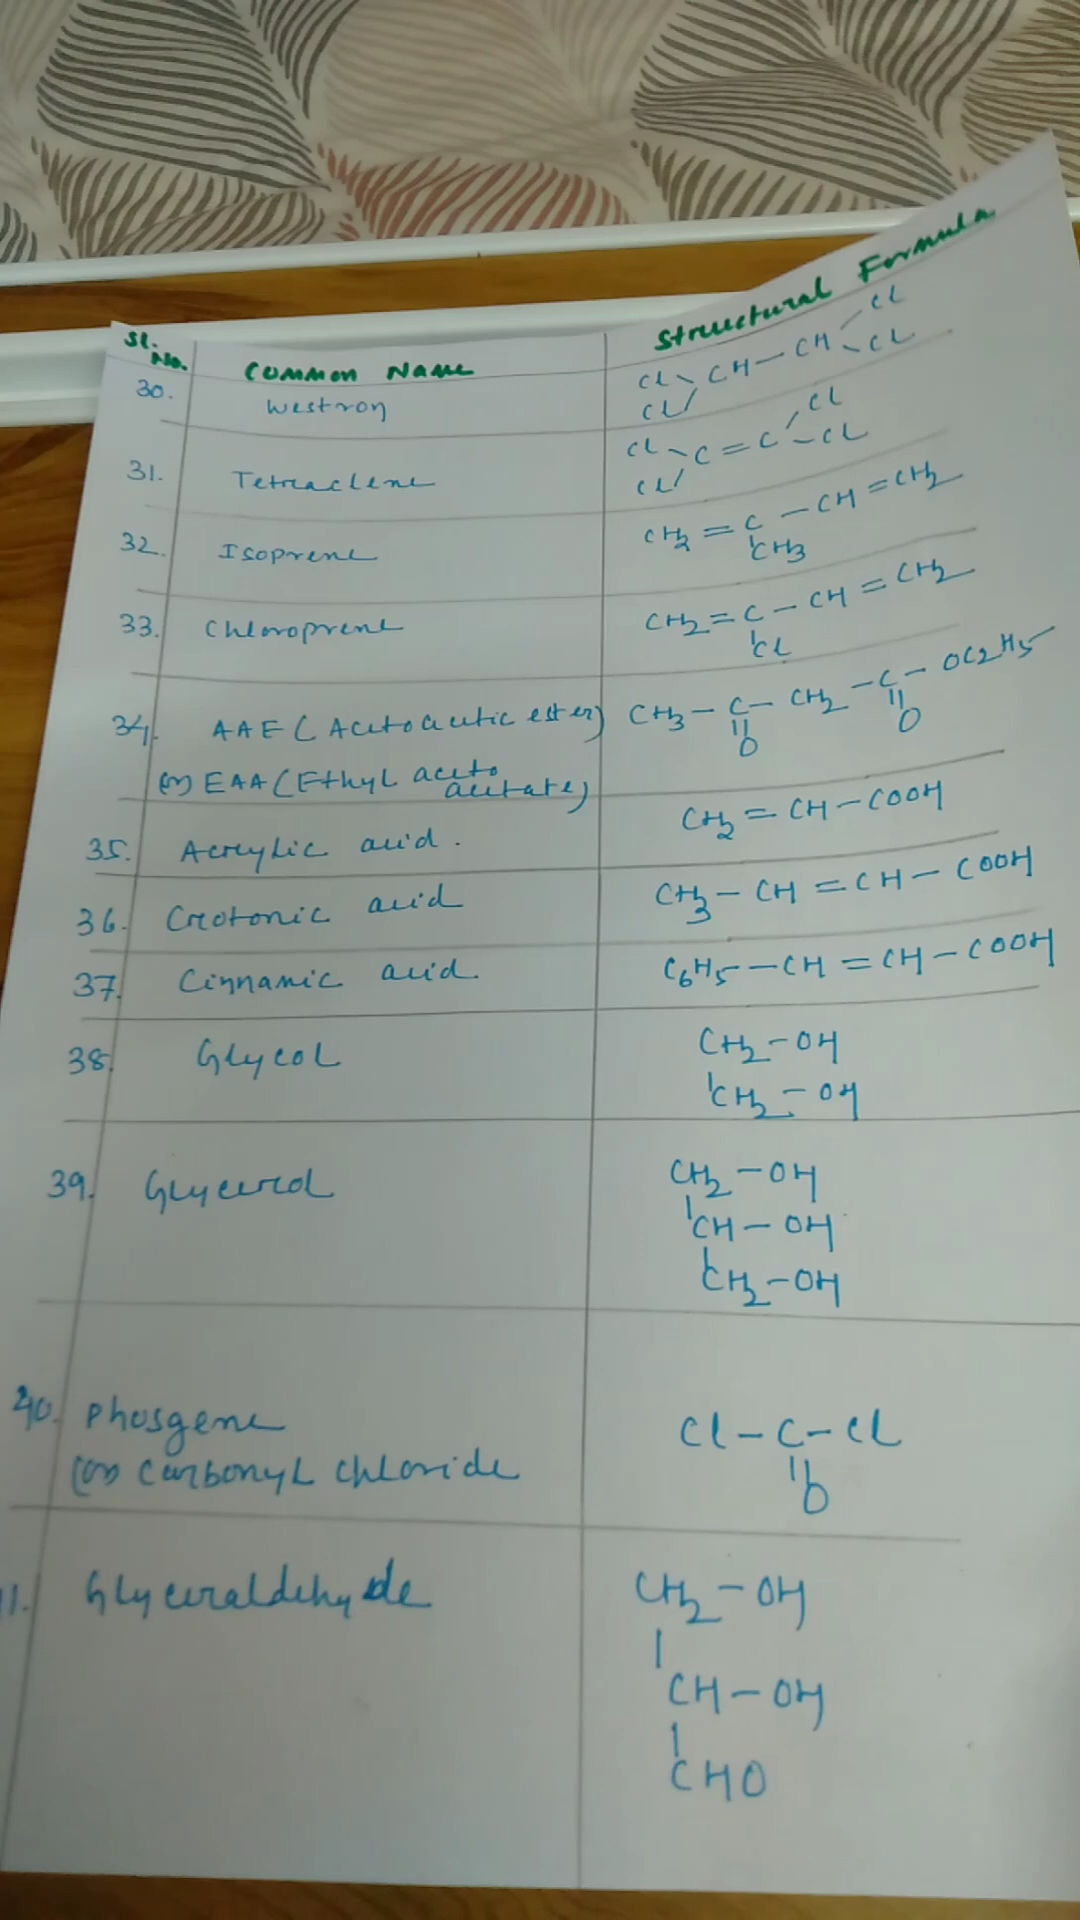 Sl. No. COMMON NAME Structural Formula
30. Westron Cl Cl CH - CH Cl Cl
31. Tetraclene Cl Cl C = C Cl Cl
32. Isoprene CH2 = C - CH = CH2
CH3
33. Chloroprene CH2 = C - CH = CH2
Cl
34. AAE (Acetoacetic ester) CH3 - C - CH2 - C - OC2H5
O O
(or) EAA (Ethyl aceto acetate)
35. Acrylic acid. CH2 = CH - COOH
36. Crotonic acid CH3 - CH = CH - COOH
37. Cinnamic acid. C6H5 - CH = CH - COOH
38. Glycol CH2 - OH
CH2 - OH
39. Glycerol CH2 - OH
CH - OH
CH2 - OH
40. Phosgene Cl - C - Cl
(or) Carbonyl chloride O
1. Glyceraldehyde CH2 - OH
CH - OH
CHO